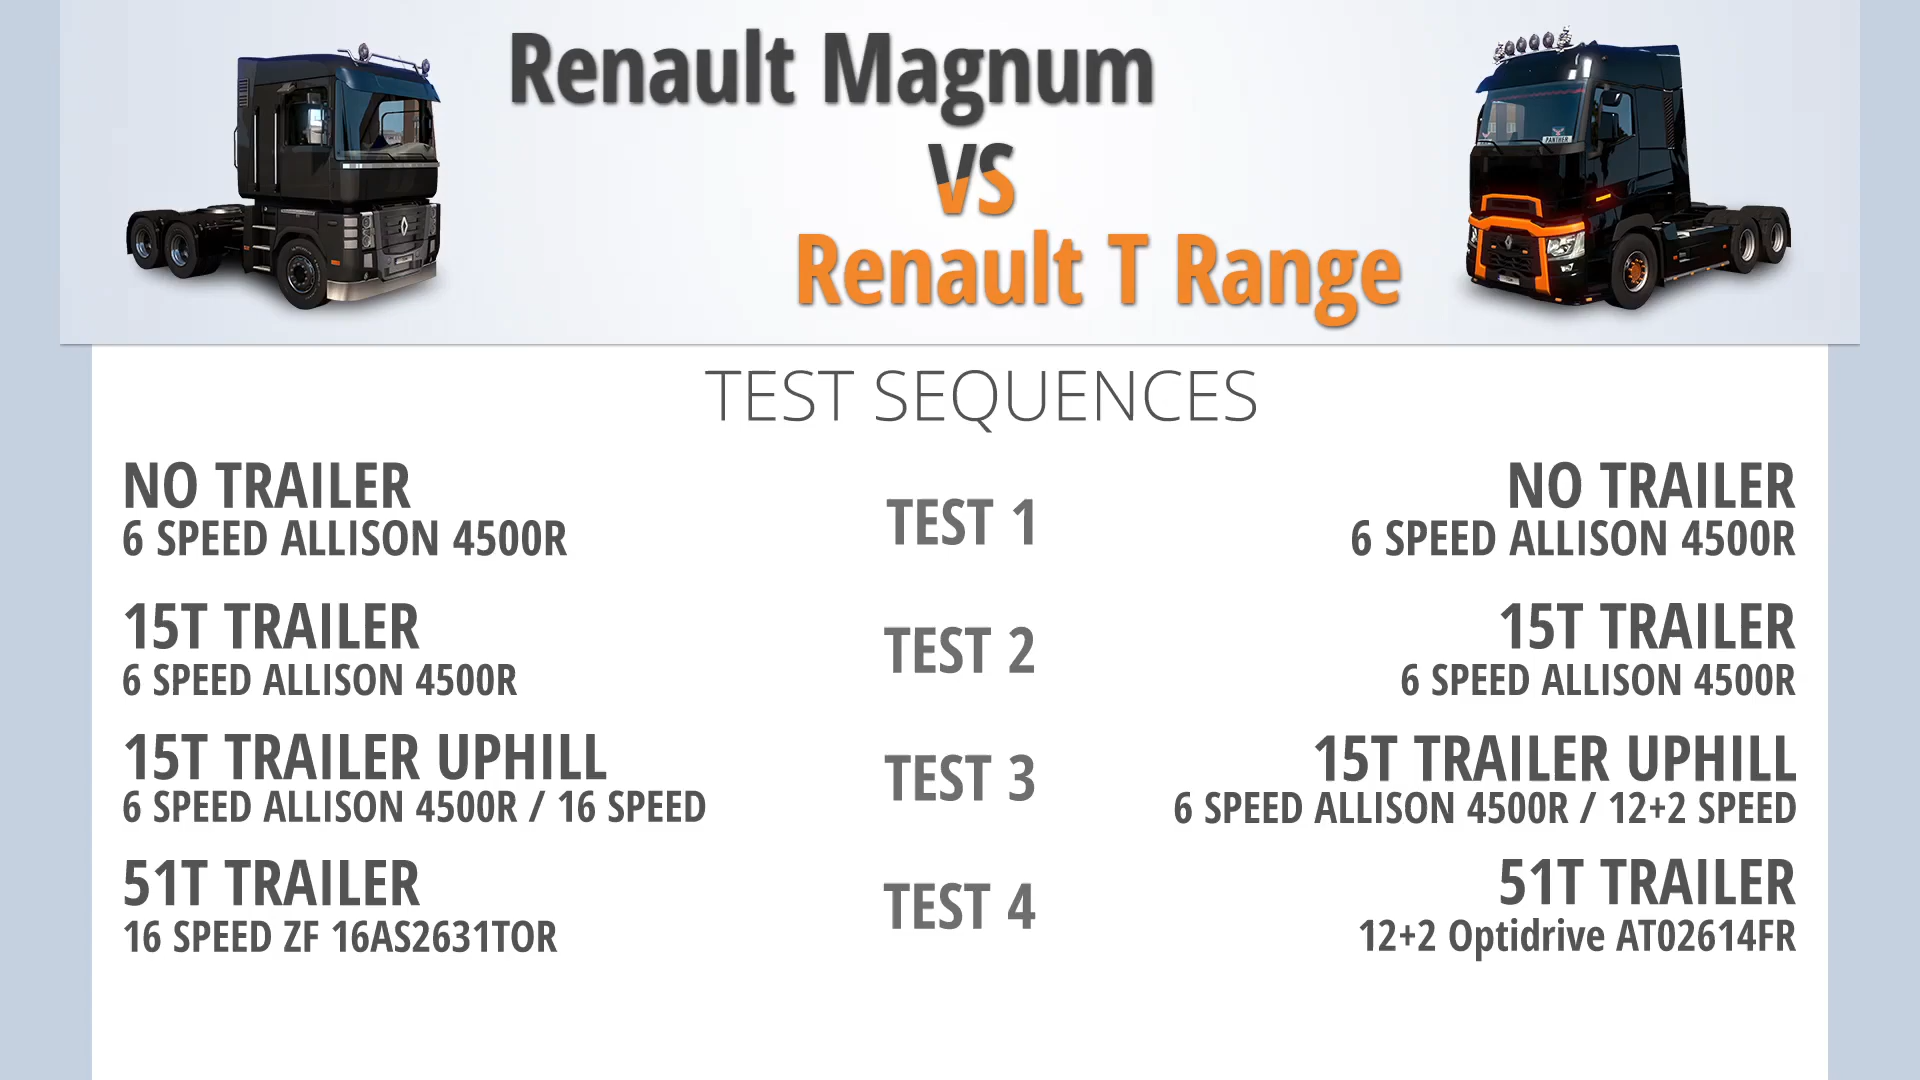 Renault Magnum
VS
Renault T Range
TEST SEQUENCES
NO TRAILER
6 SPEED ALLISON 4500R
TEST 1
NO TRAILER
6 SPEED ALLISON 4500R
15T TRAILER
6 SPEED ALLISON 4500R
TEST 2
15T TRAILER
6 SPEED ALLISON 4500R
15T TRAILER UPHILL
6 SPEED ALLISON 4500R / 16 SPEED
TEST 3
15T TRAILER UPHILL
6 SPEED ALLISON 4500R / 12+2 SPEED
51T TRAILER
16 SPEED ZF 16AS2631TOR
TEST 4
51T TRAILER
12+2 Optidrive AT02614FR